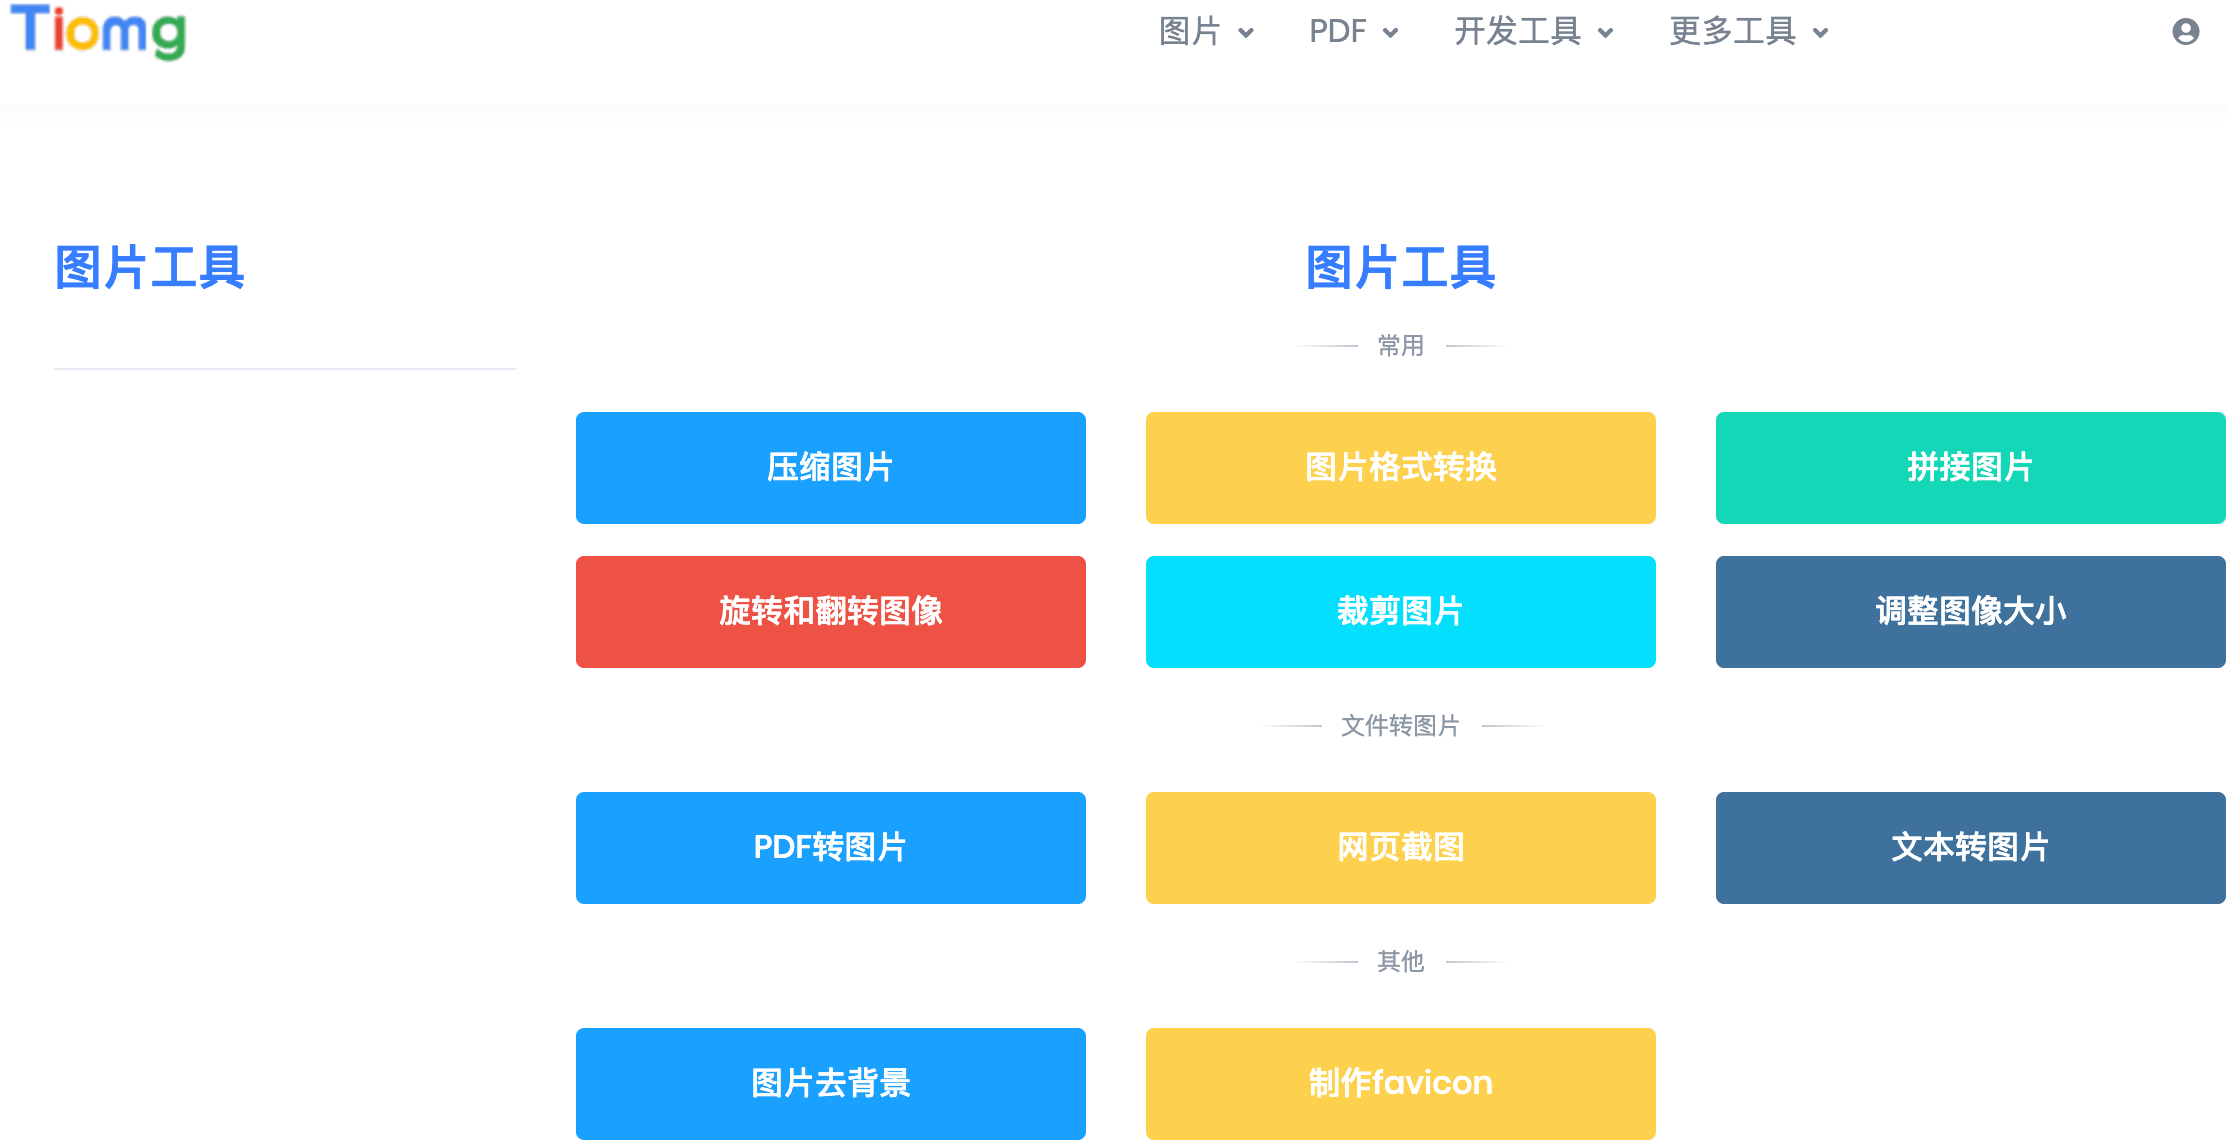 Tiomg
图片
PDF
开发工具
更多工具
图片工具
图片工具
常用
压缩图片
图片格式转换
拼接图片
旋转和翻转图像
裁剪图片
调整图像大小
文件转图片
PDF转图片
网页截图
文本转图片
其他
图片去背景
制作favicon